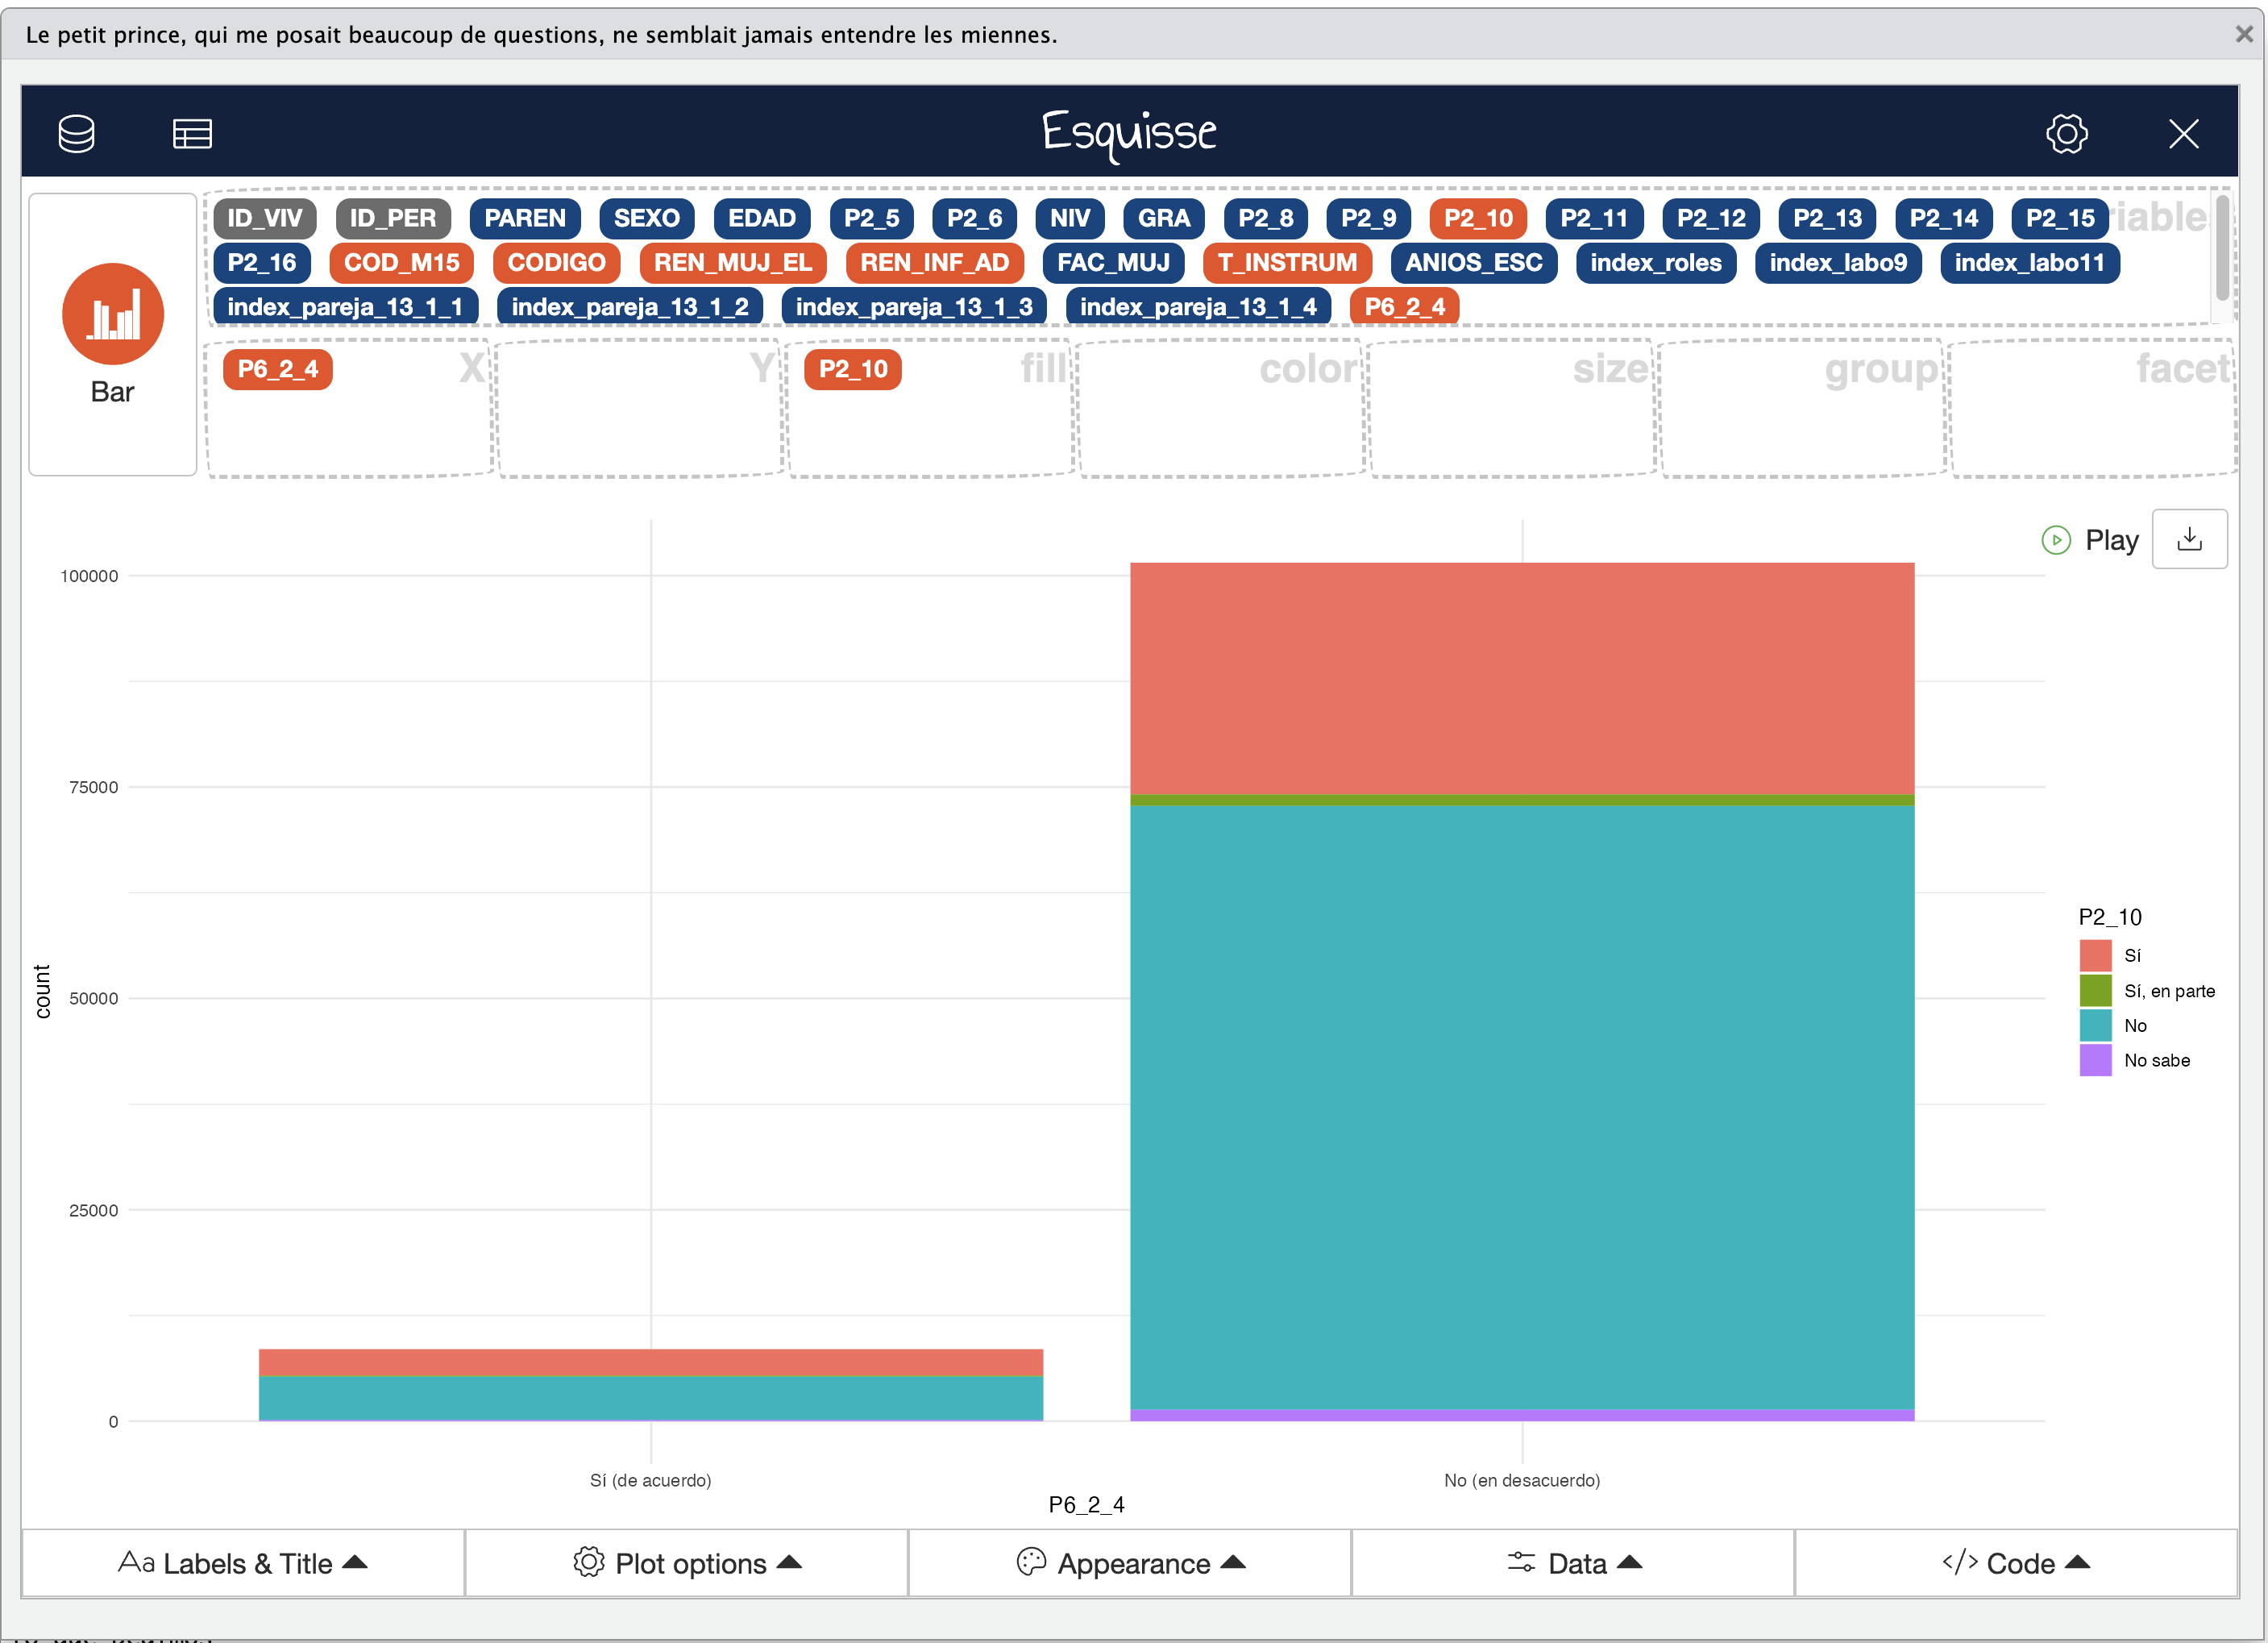 Le petit prince, qui me posait beaucoup de questions, ne semblait jamais entendre les miennes.
Esquisse
ID_VIV ID_PER PAREN SEXO EDAD P2_5 P2_6 NIV GRA P2_8 P2_9 P2_10 P2_11 P2_12 P2_13 P2_14 P2_15
P2_16 COD_M15 CODIGO REN_MUJ_EL REN_INF_AD FAC_MUJ T_INSTRUM ANIOS_ESC index_roles index_labo9 index_labo11
index_pareja_13_1_1 index_pareja_13_1_2 index_pareja_13_1_3 index_pareja_13_1_4 P6_2_4
Bar
P6_2_4 X Y P2_10 fill color size group facet
Play
100000
75000
50000
25000
0
count
Sí (de acuerdo) No (en desacuerdo)
P6_2_4
P2_10
Sí
Sí, en parte
No
No sabe
Aa Labels & Title Plot options Appearance Data </> Code